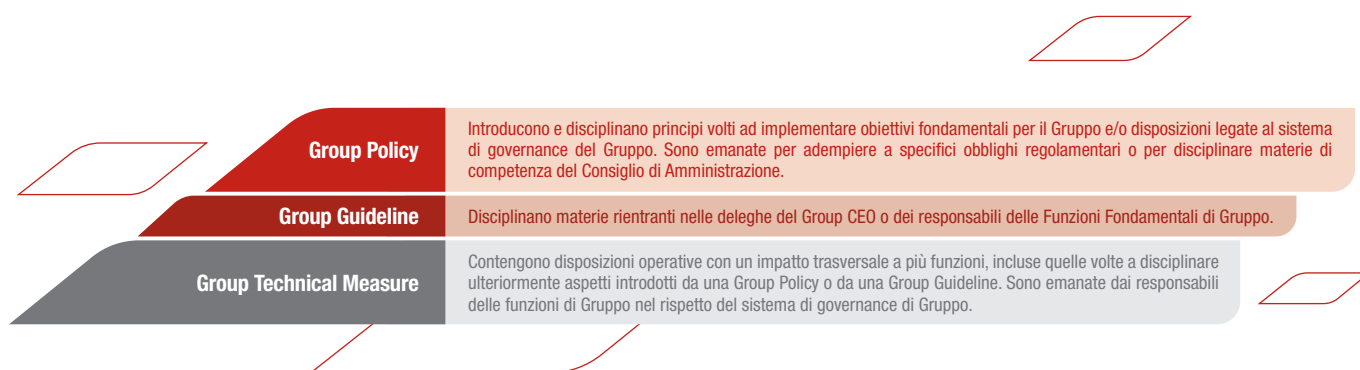 Group Policy
Introducono e disciplinano principi volti ad implementare obiettivi fondamentali per il Gruppo e/o disposizioni legate al sistema
di governance del Gruppo. Sono emanate per adempiere a specifici obblighi regolamentari o per disciplinare materie di
competenza del Consiglio di Amministrazione.
Group Guideline
Disciplinano materie rientranti nelle deleghe del Group CEO o dei responsabili delle Funzioni Fondamentali di Gruppo.
Group Technical Measure
Contengono disposizioni operative con un impatto trasversale a più funzioni, incluse quelle volte a disciplinare
ulteriormente aspetti introdotti da una Group Policy o da una Group Guideline. Sono emanate dai responsabili
delle funzioni di Gruppo nel rispetto del sistema di governance di Gruppo.